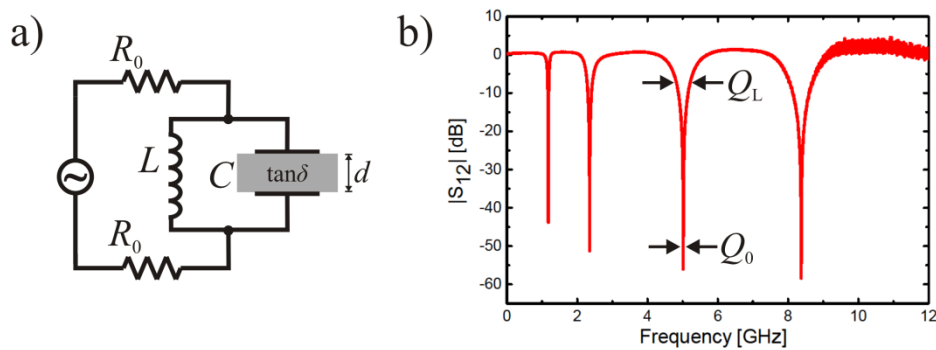 a)
R₀
L
C
tanδ
d
R₀
b)
|S₁₂| [dB]
10
0
-10
-20
-30
-40
-50
-60
Q_L
Q₀
0 2 4 6 8 10 12
Frequency [GHz]